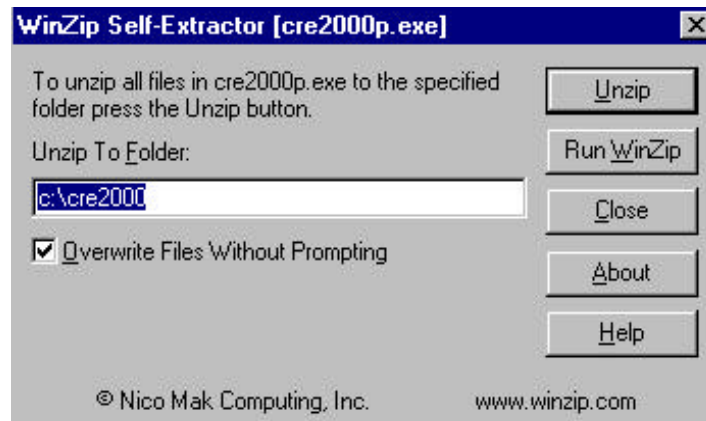 WinZip Self-Extractor [cre2000p.exe]
To unzip all files in cre2000p.exe to the specified
folder press the Unzip button.
Unzip To Folder:
c:\cre2000
Overwrite Files Without Prompting
Unzip
Run WinZip
Close
About
Help
© Nico Mak Computing, Inc.
www.winzip.com